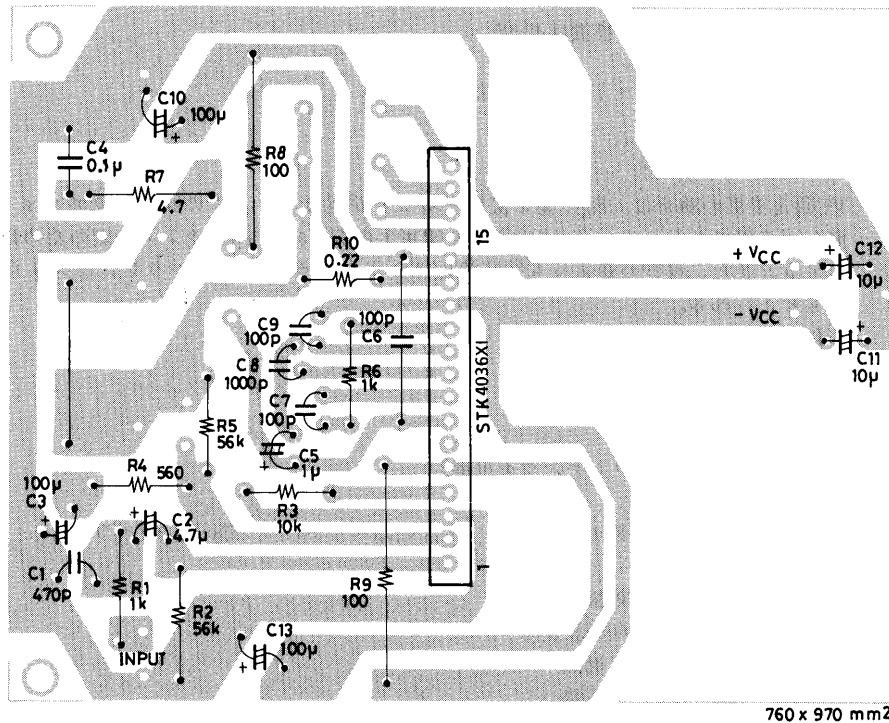 C10
100µ
+
C4
0.1µ
R7
4.7
R8
100
R10
0.22
15
+ VCC
+
C12
10µ
- VCC
+
C11
10µ
C9
100p
100p
C6
C8
1000p
R6
1k
C7
100p
STK4036XI
R5
56k
+
C5
1µ
R4 560
100µ
C3
+
+
C2
4.7µ
R3
10k
C1
470p
R1
1k
R2
56k
R9
100
1
INPUT
+
C13
100µ
760 x 970 mm2